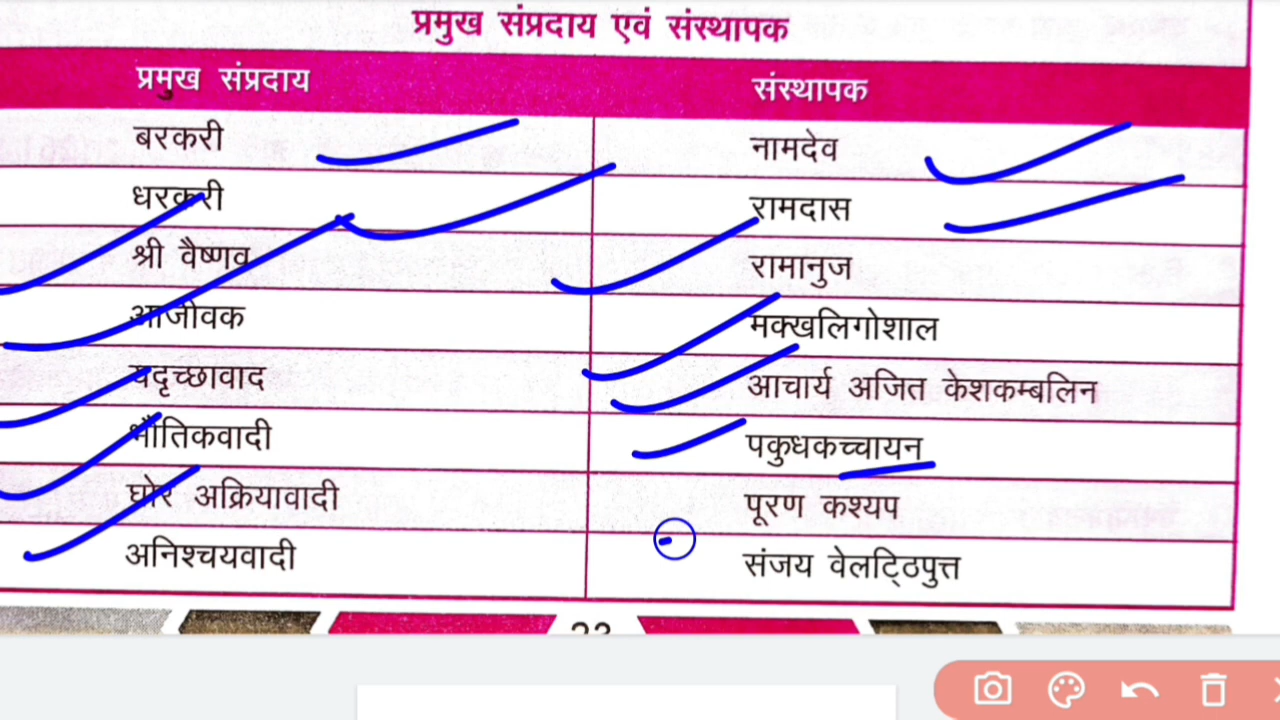 प्रमुख संप्रदाय एवं संस्थापक
प्रमुख संप्रदाय संस्थापक
बरकरी नामदेव
धरकरी रामदास
श्री वैष्णव रामानुज
आजीवक मक्खलिगोशाल
यदृच्छावाद आचार्य अजित केशकम्बलिन
भौतिकवादी पकुधकच्चायन
घोर अक्रियावादी पूरण कश्यप
अनिश्चयवादी संजय वेलट्ठिपुत्त